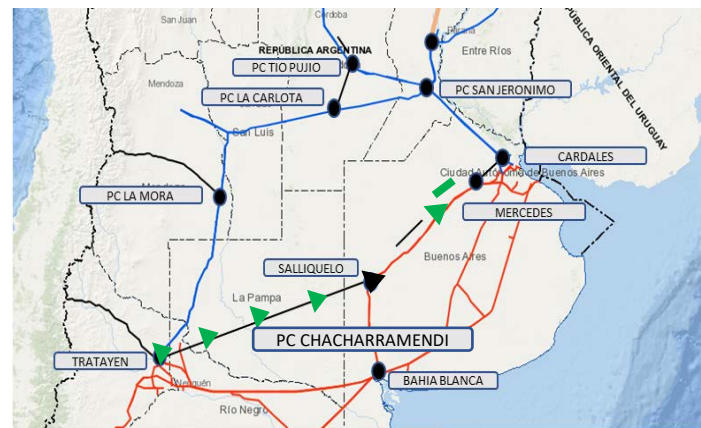 San Juan
Córdoba
Paraná
REPÚBLICA ARGENTINA
Entre Ríos
PC TIO PUJIO
Mendoza
PC LA CARLOTA
PC SAN JERONIMO
REPÚBLICA ORIENTAL DEL URUGUAY
San Luis
CARDALES
Ciudad Autónoma de Buenos Aires
PC LA MORA
MERCEDES
SALLIQUELO
Buenos Aires
La Pampa
PC CHACHARRAMENDI
TRATAYEN
BAHIA BLANCA
Neuquén
Río Negro